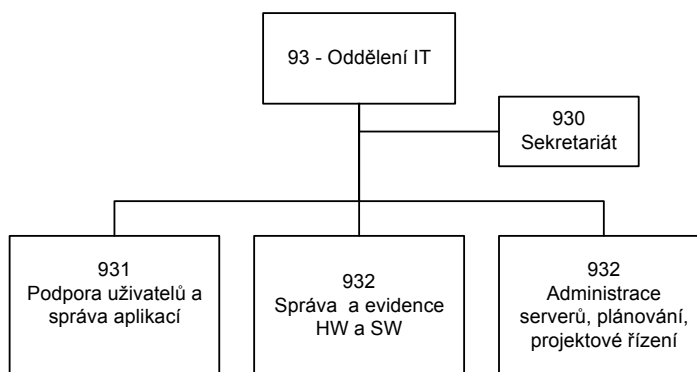 93 - Oddělení IT
930
Sekretariát
931
Podpora uživatelů a
správa aplikací
932
Správa a evidence
HW a SW
932
Administrace
serverů, plánování,
projektové řízení